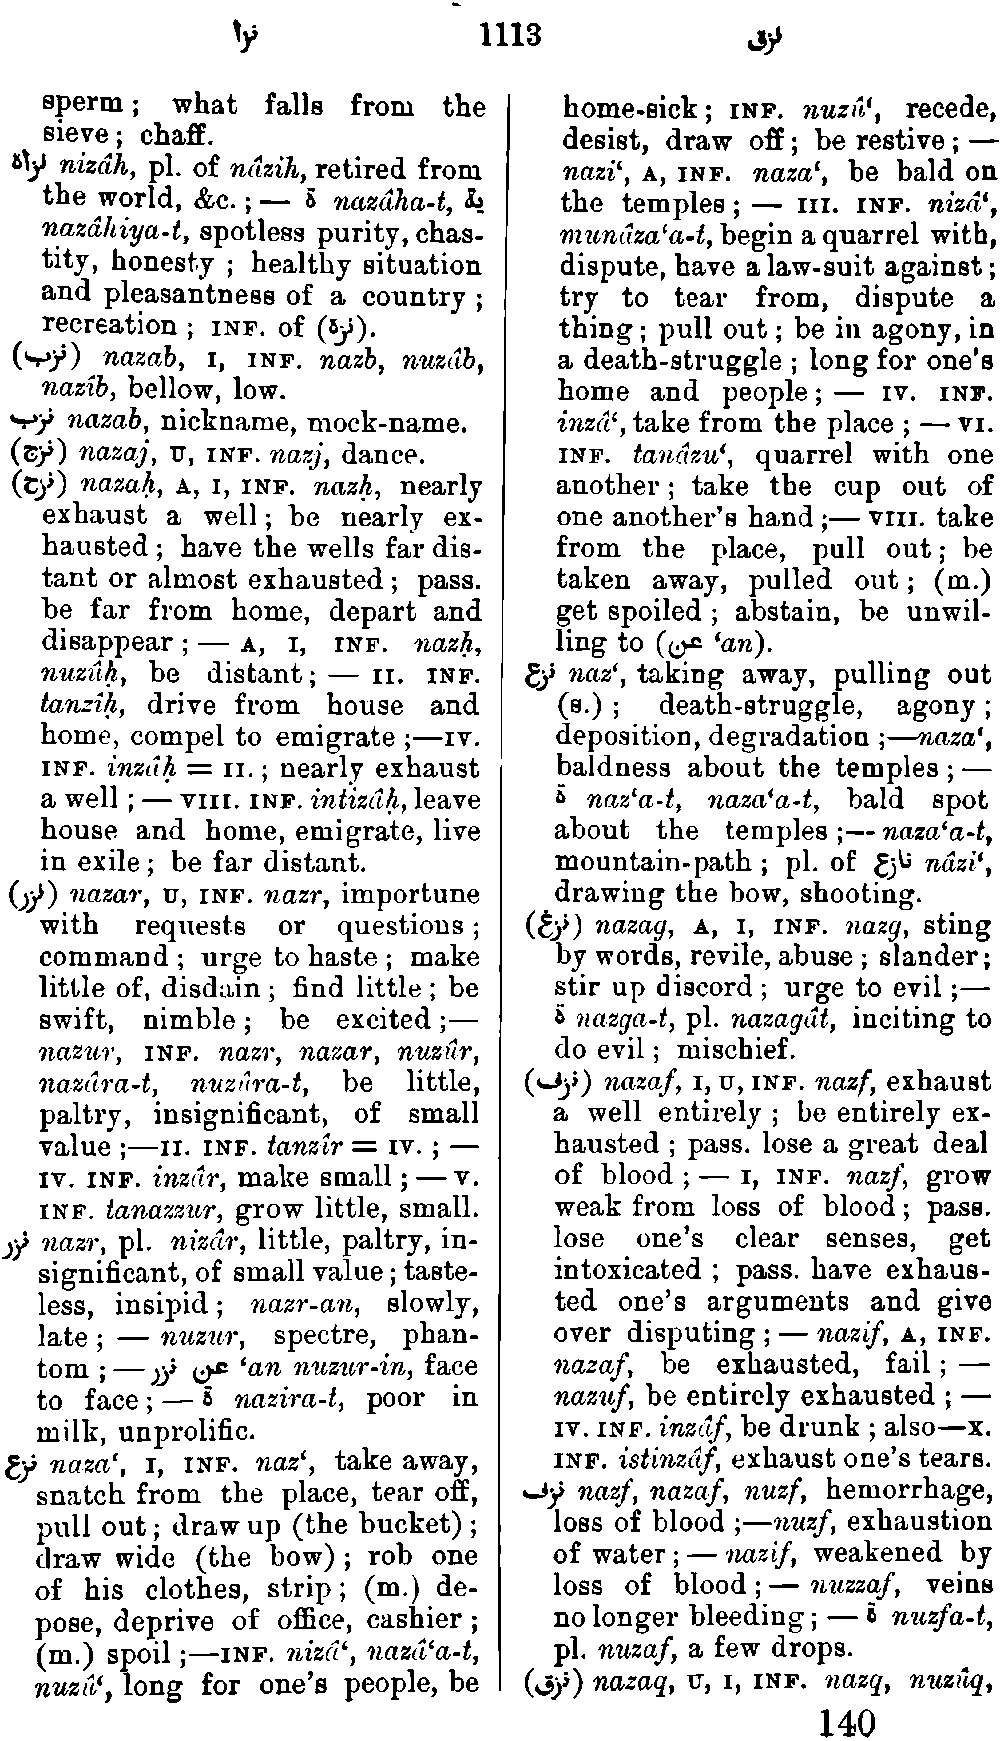 نزا 1113 نزق
sperm; what falls from the
sieve; chaff.
نزاه nizâh, pl. of nâzih, retired from
the world, &c.; — ة nazâha-t, ية
nazâhiya-t, spotless purity, chas-
tity, honesty; healthy situation
and pleasantness of a country;
recreation; INF. of (نزه).
(نزب) nazab, I, INF. nazb, nuzâb,
nazîb, bellow, low.
نزب nazab, nickname, mock-name.
(نزج) nazaj, U, INF. nazj, dance.
(نزح) nazaḥ, A, I, INF. nazḥ, nearly
exhaust a well; be nearly ex-
hausted; have the wells far dis-
tant or almost exhausted; pass.
be far from home, depart and
disappear; — A, I, INF. nazḥ,
nuzûḥ, be distant; — II. INF.
tanzîḥ, drive from house and
home, compel to emigrate;—IV.
INF. inzâḥ = II.; nearly exhaust
a well; — VIII. INF. intizâḥ, leave
house and home, emigrate, live
in exile; be far distant.
(نزر) nazar, U, INF. nazr, importune
with requests or questions;
command; urge to haste; make
little of, disdain; find little; be
swift, nimble; be excited;—
nazur, INF. nazr, nazar, nuzûr,
nazâra-t, nuzûra-t, be little,
paltry, insignificant, of small
value;—II. INF. tanzîr = IV.; —
IV. INF. inzâr, make small; — V.
INF. tanazzur, grow little, small.
نزر nazr, pl. nizâr, little, paltry, in-
significant, of small value; taste-
less, insipid; nazr-an, slowly,
late; — nuzur, spectre, phan-
tom; — عن نزر ‘an nuzur-in, face
to face; — ة nazira-t, poor in
milk, unprolific.
نزع naza‘, I, INF. naz‘, take away,
snatch from the place, tear off,
pull out; draw up (the bucket);
draw wide (the bow); rob one
of his clothes, strip; (m.) de-
pose, deprive of office, cashier;
(m.) spoil;—INF. nizâ‘, nazâ‘a-t,
nuzû‘, long for one's people, be
home-sick; INF. nuzû‘, recede,
desist, draw off; be restive; —
nazi‘, A, INF. naza‘, be bald on
the temples; — III. INF. nizâ‘,
munâza‘a-t, begin a quarrel with,
dispute, have a law-suit against;
try to tear from, dispute a
thing; pull out; be in agony, in
a death-struggle; long for one's
home and people; — IV. INF.
inzâ‘, take from the place; — VI.
INF. tanâzu‘, quarrel with one
another; take the cup out of
one another's hand;— VIII. take
from the place, pull out; be
taken away, pulled out; (m.)
get spoiled; abstain, be unwil-
ling to (عن ‘an).
نزع naz‘, taking away, pulling out
(s.); death-struggle, agony;
deposition, degradation;—naza‘,
baldness about the temples; —
ة naz‘a-t, naza‘a-t, bald spot
about the temples;— naza‘a-t,
mountain-path; pl. of نازع nâzi‘,
drawing the bow, shooting.
(نزغ) nazag, A, I, INF. nazg, sting
by words, revile, abuse; slander;
stir up discord; urge to evil;—
ة nazga-t, pl. nazagât, inciting to
do evil; mischief.
(نزف) nazaf, I, U, INF. nazf, exhaust
a well entirely; be entirely ex-
hausted; pass. lose a great deal
of blood; — I, INF. nazf, grow
weak from loss of blood; pass.
lose one's clear senses, get
intoxicated; pass. have exhaus-
ted one's arguments and give
over disputing; — nazif, A, INF.
nazaf, be exhausted, fail; —
nazuf, be entirely exhausted; —
IV. INF. inzâf, be drunk; also—X.
INF. istinzâf, exhaust one's tears.
نزف nazf, nazaf, nuzf, hemorrhage,
loss of blood;—nuzf, exhaustion
of water; — nazif, weakened by
loss of blood; — nuzzaf, veins
no longer bleeding; — ة nuzfa-t,
pl. nuzaf, a few drops.
(نزق) nazaq, U, I, INF. nazq, nuzûq,
140